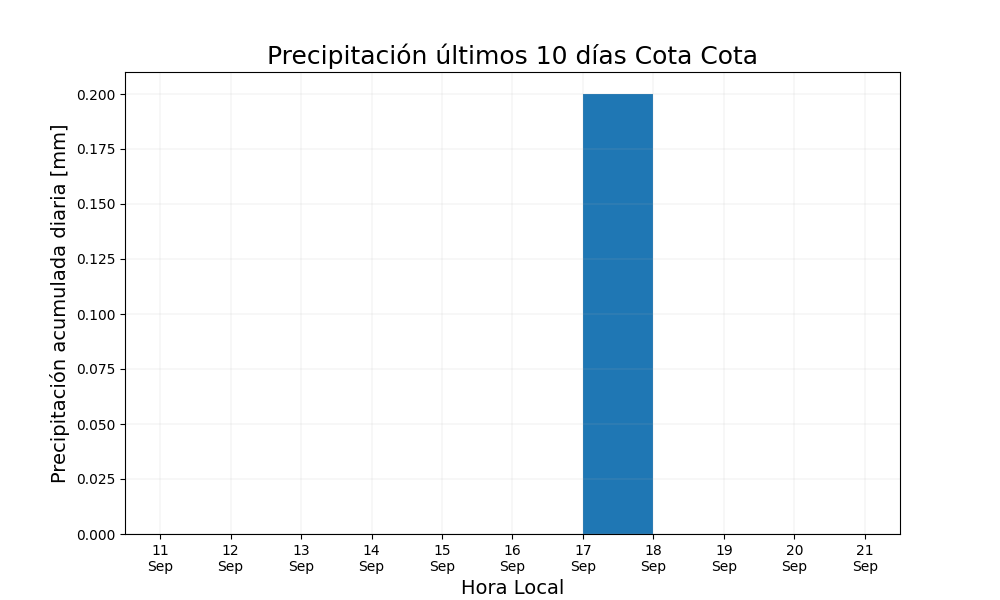 Precipitación últimos 10 días Cota Cota
Precipitación acumulada diaria [mm]
0.200
0.175
0.150
0.125
0.100
0.075
0.050
0.025
0.000
11 12 13 14 15 16 17 18 19 20 21
Sep Sep Sep Sep Sep Sep Sep Sep Sep Sep Sep
Hora Local